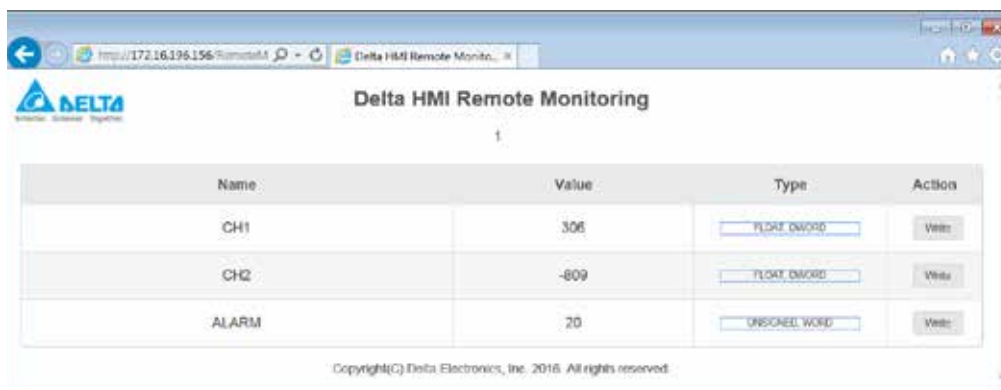 http://172.16.196.156/RemoteM Delta HMI Remote Monito...
DELTA
Delta HMI Remote Monitoring
1
Name Value Type Action
CH1 306 FLOAT, DWORD Write
CH2 -809 FLOAT, DWORD Write
ALARM 20 UNSIGNED, WORD Write
Copyright(C) Delta Electronics, Inc. 2016. All rights reserved.